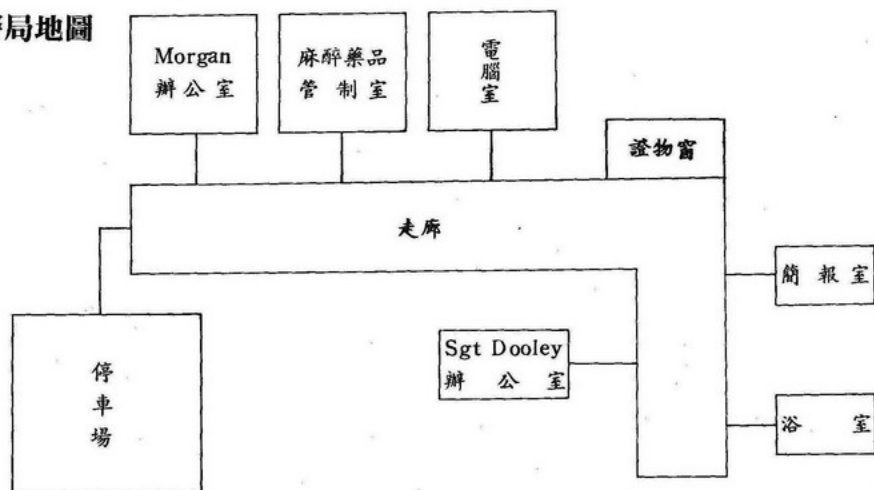 局地圖
Morgan
辦公室
麻醉藥品
管制室
電腦室
證物窗
走廊
簡報室
Sgt Dooley
辦公室
停車場
浴室